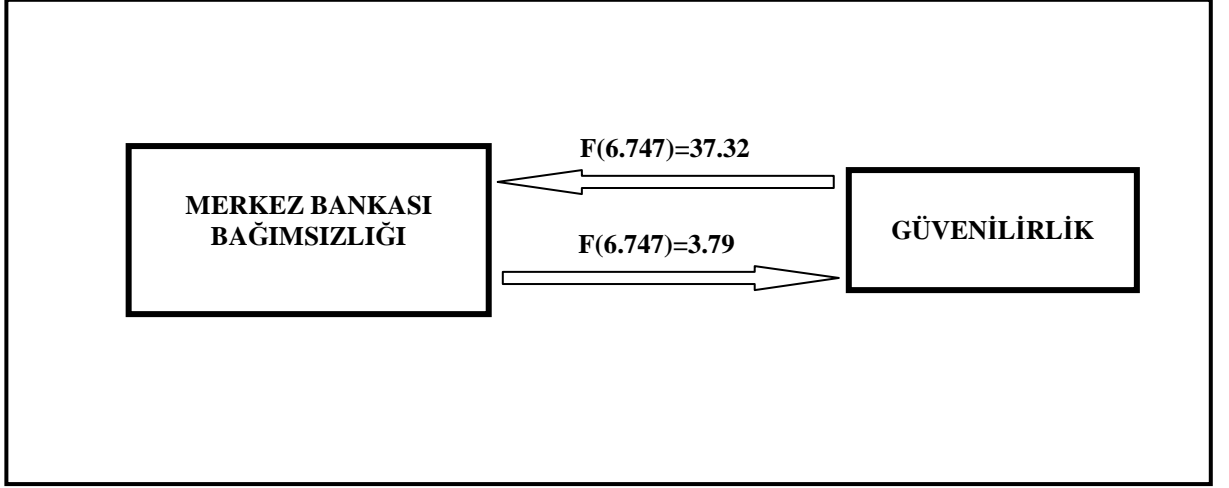 F(6.747)=37.32
MERKEZ BANKASI
BAĞIMSIZLIĞI
GÜVENİLİRLİK
F(6.747)=3.79